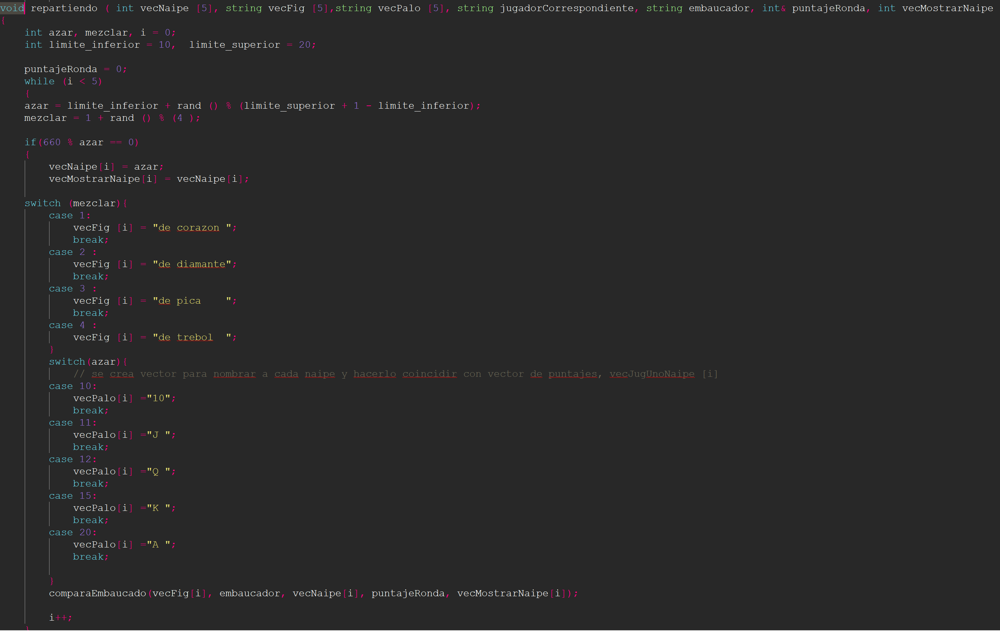 void repartiendo ( int vecNaipe [5], string vecFig [5],string vecPalo [5], string jugadorCorrespondiente, string embaucador, int& puntajeRonda, int vecMostrarNaipe
{
int azar, mezclar, i = 0;
int limite_inferior = 10,  limite_superior = 20;
puntajeRonda = 0;
while (i < 5)
{
azar = limite_inferior + rand () % (limite_superior + 1 - limite_inferior);
mezclar = 1 + rand () % (4 );
if(660 % azar == 0)
{
vecNaipe[i] = azar;
vecMostrarNaipe[i] = vecNaipe[i];
switch (mezclar){
case 1:
vecFig [i] = "de corazon ";
break;
case 2 :
vecFig [i] = "de diamante";
break;
case 3 :
vecFig [i] = "de pica    ";
break;
case 4 :
vecFig [i] = "de trebol  ";
}
switch(azar){
// se crea vector para nombrar a cada naipe y hacerlo coincidir con vector de puntajes, vecJugUnoNaipe [i]
case 10:
vecPalo[i] ="10";
break;
case 11:
vecPalo[i] ="J ";
break;
case 12:
vecPalo[i] ="Q ";
break;
case 15:
vecPalo[i] ="K ";
break;
case 20:
vecPalo[i] ="A ";
break;
}
comparaEmbaucado(vecFig[i], embaucador, vecNaipe[i], puntajeRonda, vecMostrarNaipe[i]);
i++;
}